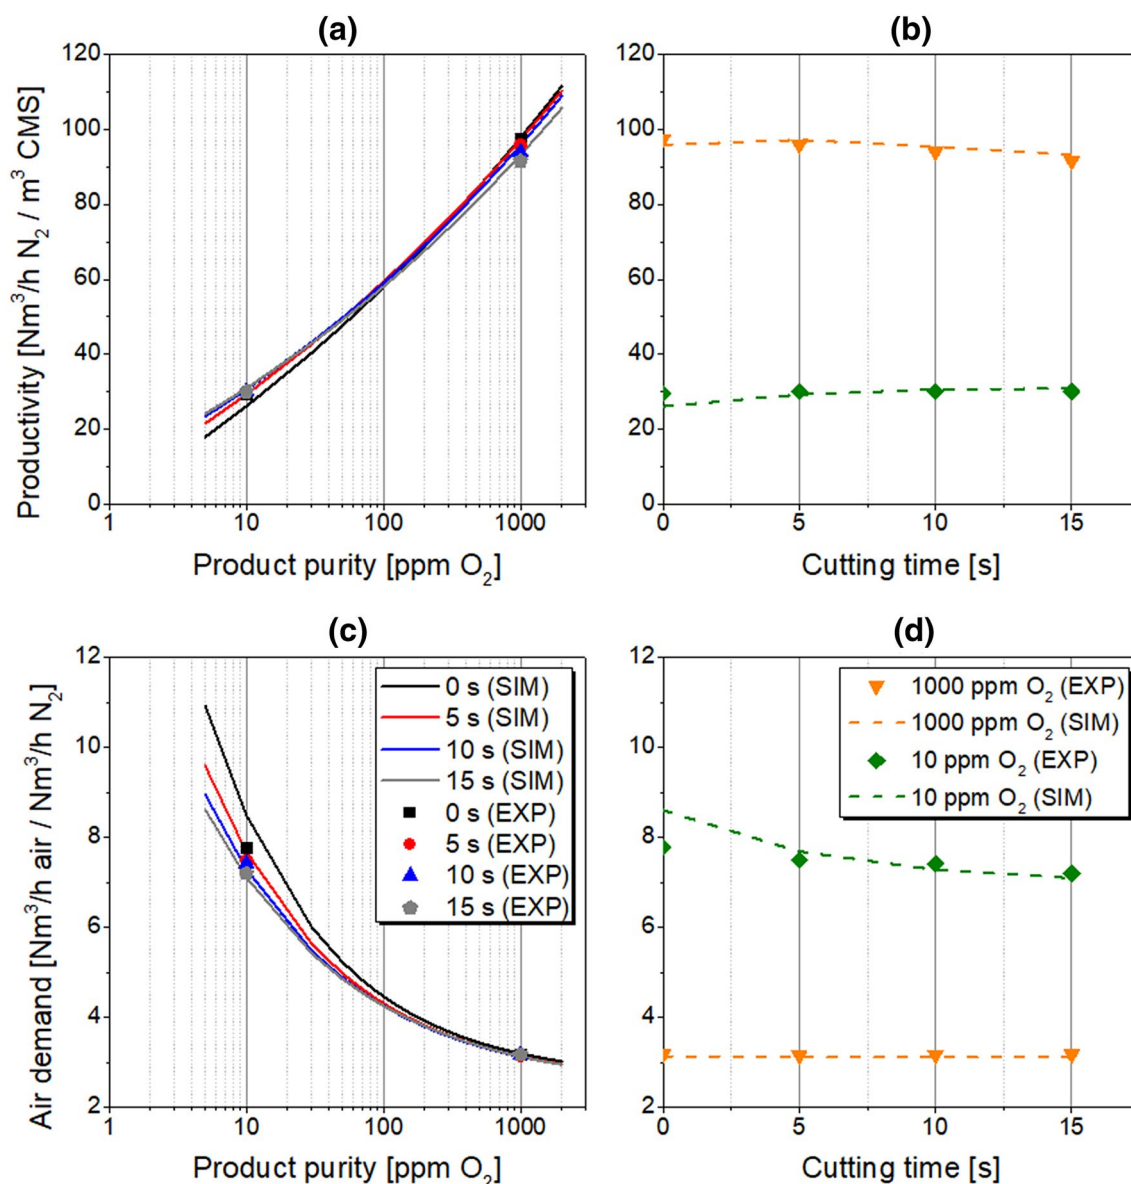 (a)
120
100
80
60
40
20
0
Productivity [Nm³/h N₂ / m³ CMS]
1
10
100
1000
Product purity [ppm O₂]
(b)
120
100
80
60
40
20
0
0
5
10
15
Cutting time [s]
(c)
12
10
8
6
4
2
Air demand [Nm³/h air / Nm³/h N₂]
0 s (SIM)
5 s (SIM)
10 s (SIM)
15 s (SIM)
0 s (EXP)
5 s (EXP)
10 s (EXP)
15 s (EXP)
1
10
100
1000
Product purity [ppm O₂]
(d)
12
10
8
6
4
2
1000 ppm O₂ (EXP)
1000 ppm O₂ (SIM)
10 ppm O₂ (EXP)
10 ppm O₂ (SIM)
0
5
10
15
Cutting time [s]